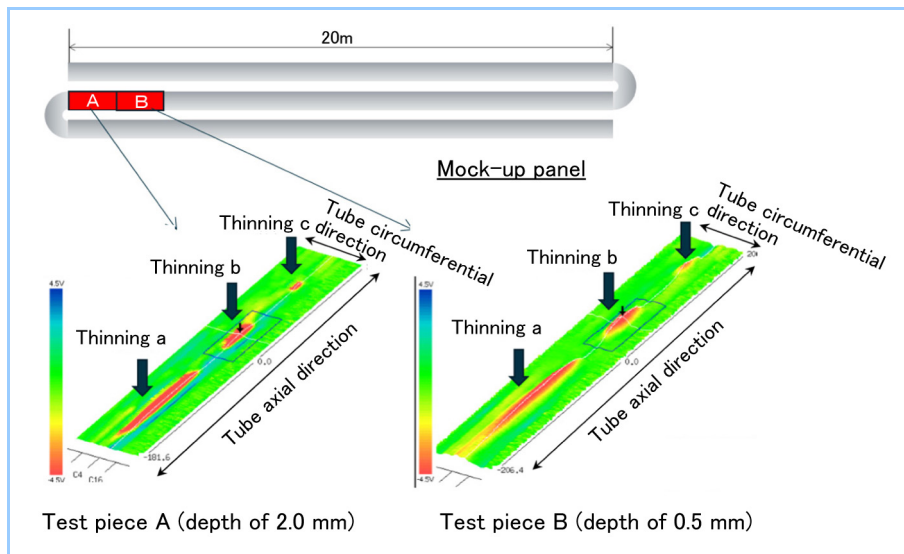 20m
A
B
Mock-up panel
Tube circumferential
direction
Thinning c
Thinning b
Thinning a
4.5V
-4.5V
0.0
-181.6
C4
C16
Tube axial direction
Tube circumferential
direction
Thinning c
Thinning b
Thinning a
4.5V
-4.5V
0.0
-206.4
Tube axial direction
Test piece A (depth of 2.0 mm)
Test piece B (depth of 0.5 mm)